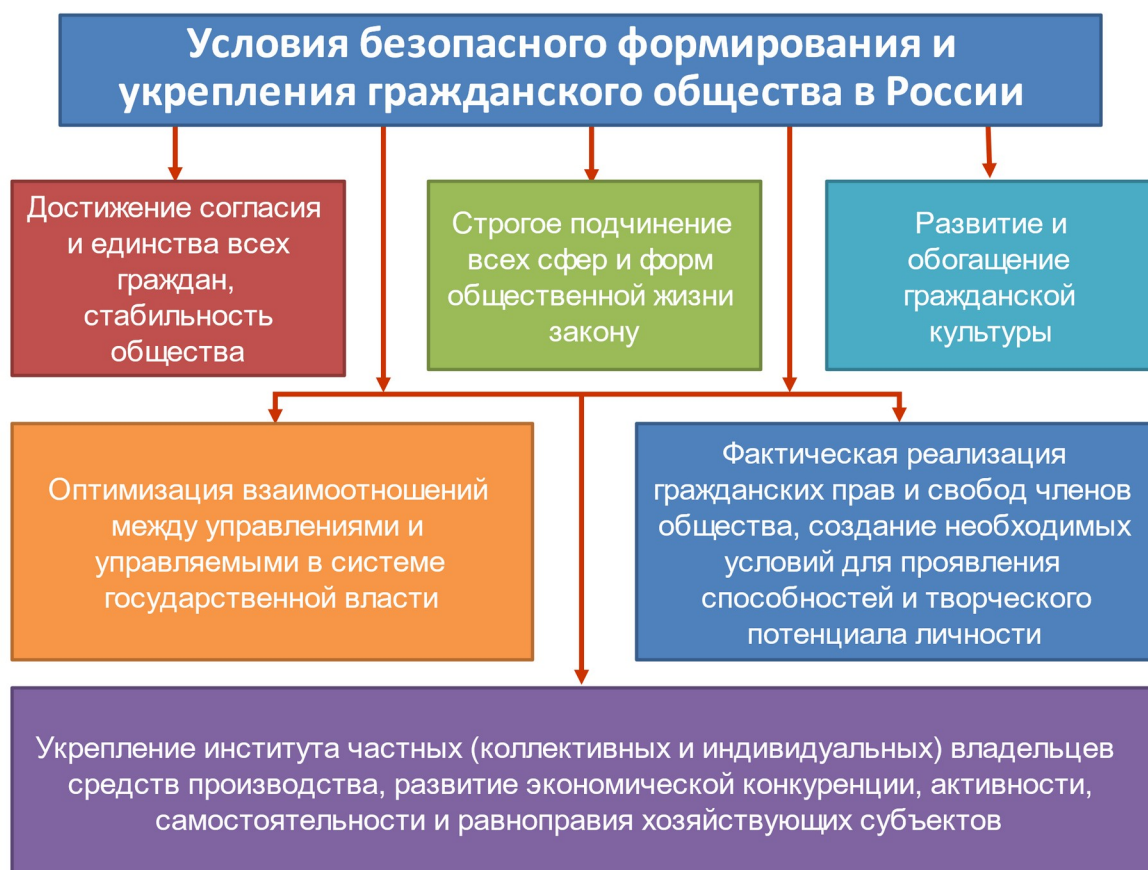 Условия безопасного формирования и
укрепления гражданского общества в России
Достижение согласия
и единства всех
граждан,
стабильность
общества
Строгое подчинение
всех сфер и форм
общественной жизни
закону
Развитие и
обогащение
гражданской
культуры
Оптимизация взаимоотношений
между управлениями и
управляемыми в системе
государственной власти
Фактическая реализация
гражданских прав и свобод членов
общества, создание необходимых
условий для проявления
способностей и творческого
потенциала личности
Укрепление института частных (коллективных и индивидуальных) владельцев
средств производства, развитие экономической конкуренции, активности,
самостоятельности и равноправия хозяйствующих субъектов